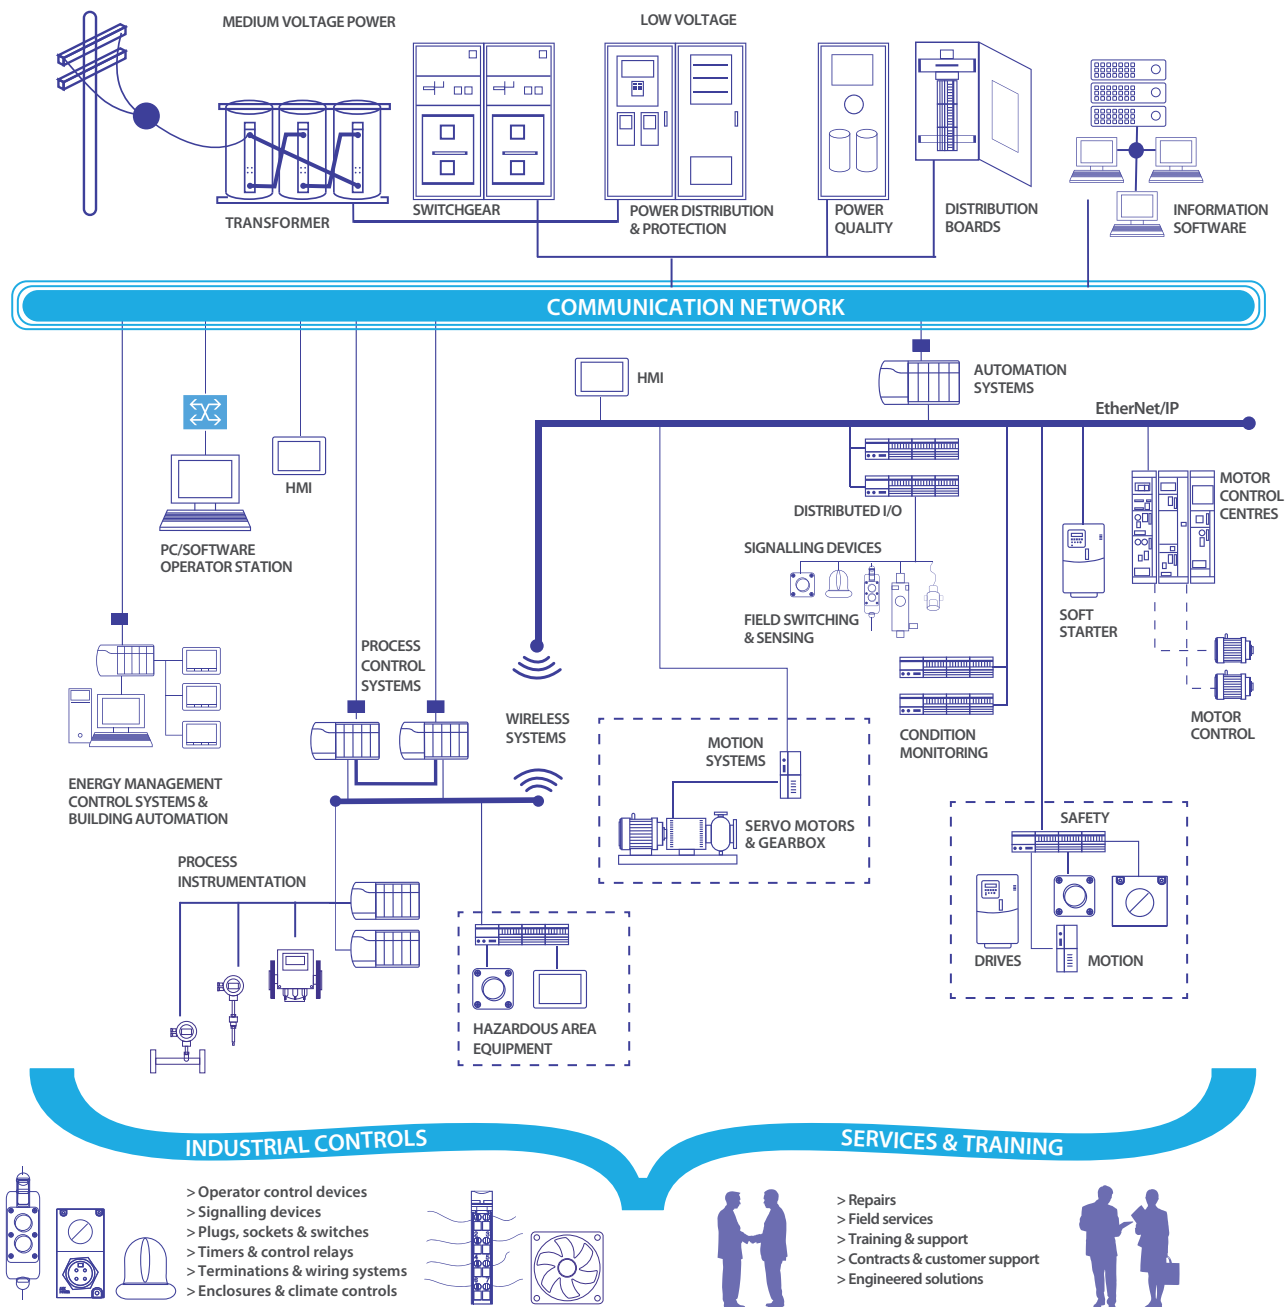 MEDIUM VOLTAGE POWER
LOW VOLTAGE
TRANSFORMER
SWITCHGEAR
POWER DISTRIBUTION
& PROTECTION
POWER
QUALITY
DISTRIBUTION
BOARDS
INFORMATION
SOFTWARE
COMMUNICATION NETWORK
HMI
AUTOMATION
SYSTEMS
EtherNet/IP
HMI
PC/SOFTWARE
OPERATOR STATION
DISTRIBUTED I/O
SIGNALLING DEVICES
FIELD SWITCHING
& SENSING
MOTOR
CONTROL
CENTRES
SOFT
STARTER
PROCESS
CONTROL
SYSTEMS
WIRELESS
SYSTEMS
MOTION
SYSTEMS
CONDITION
MONITORING
MOTOR
CONTROL
ENERGY MANAGEMENT
CONTROL SYSTEMS &
BUILDING AUTOMATION
SERVO MOTORS
& GEARBOX
SAFETY
PROCESS
INSTRUMENTATION
DRIVES
MOTION
HAZARDOUS AREA
EQUIPMENT
INDUSTRIAL CONTROLS
SERVICES & TRAINING
> Operator control devices
> Signalling devices
> Plugs, sockets & switches
> Timers & control relays
> Terminations & wiring systems
> Enclosures & climate controls
> Repairs
> Field services
> Training & support
> Contracts & customer support
> Engineered solutions